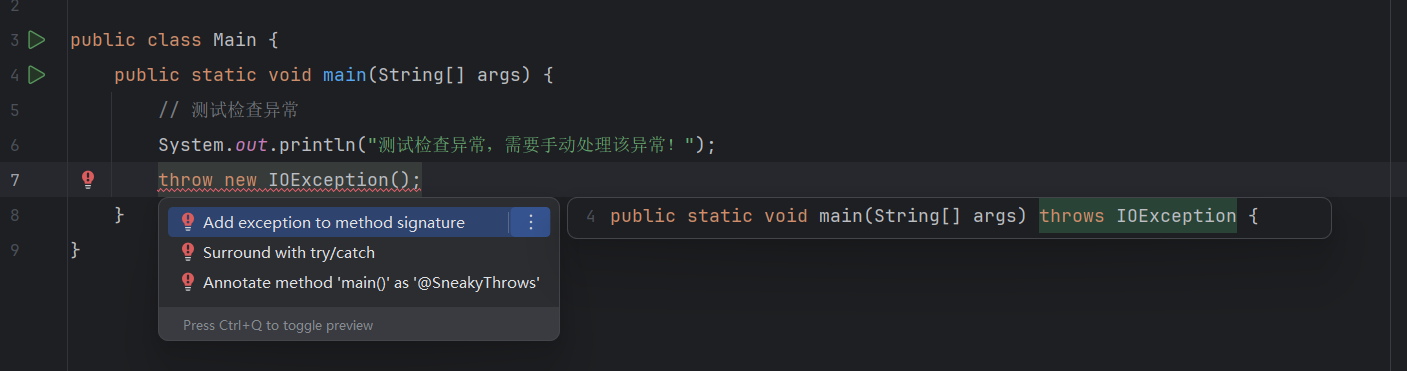 2
3 public class Main {
4 public static void main(String[] args) {
5 // 测试检查异常
6 System.out.println("测试检查异常，需要手动处理该异常！");
7 throw new IOException();
8 }
9 }
Add exception to method signature
Surround with try/catch
Annotate method 'main()' as '@SneakyThrows'
Press Ctrl+Q to toggle preview
4 public static void main(String[] args) throws IOException {